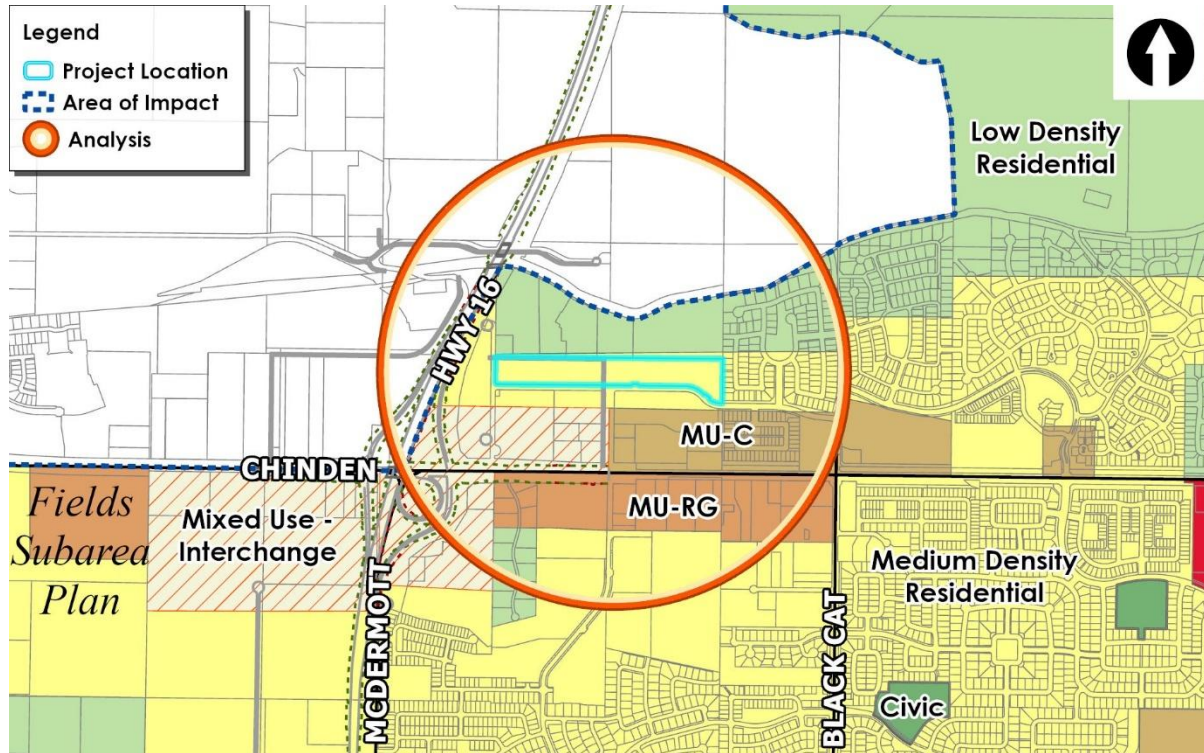 Legend
Project Location
Area of Impact
Analysis
Low Density
Residential
HWY 16
MU-C
CHINDEN
Fields
Subarea
Plan
Mixed Use -
Interchange
MU-RG
Medium Density
Residential
MCDERMOTT
BLACK CAT
Civic